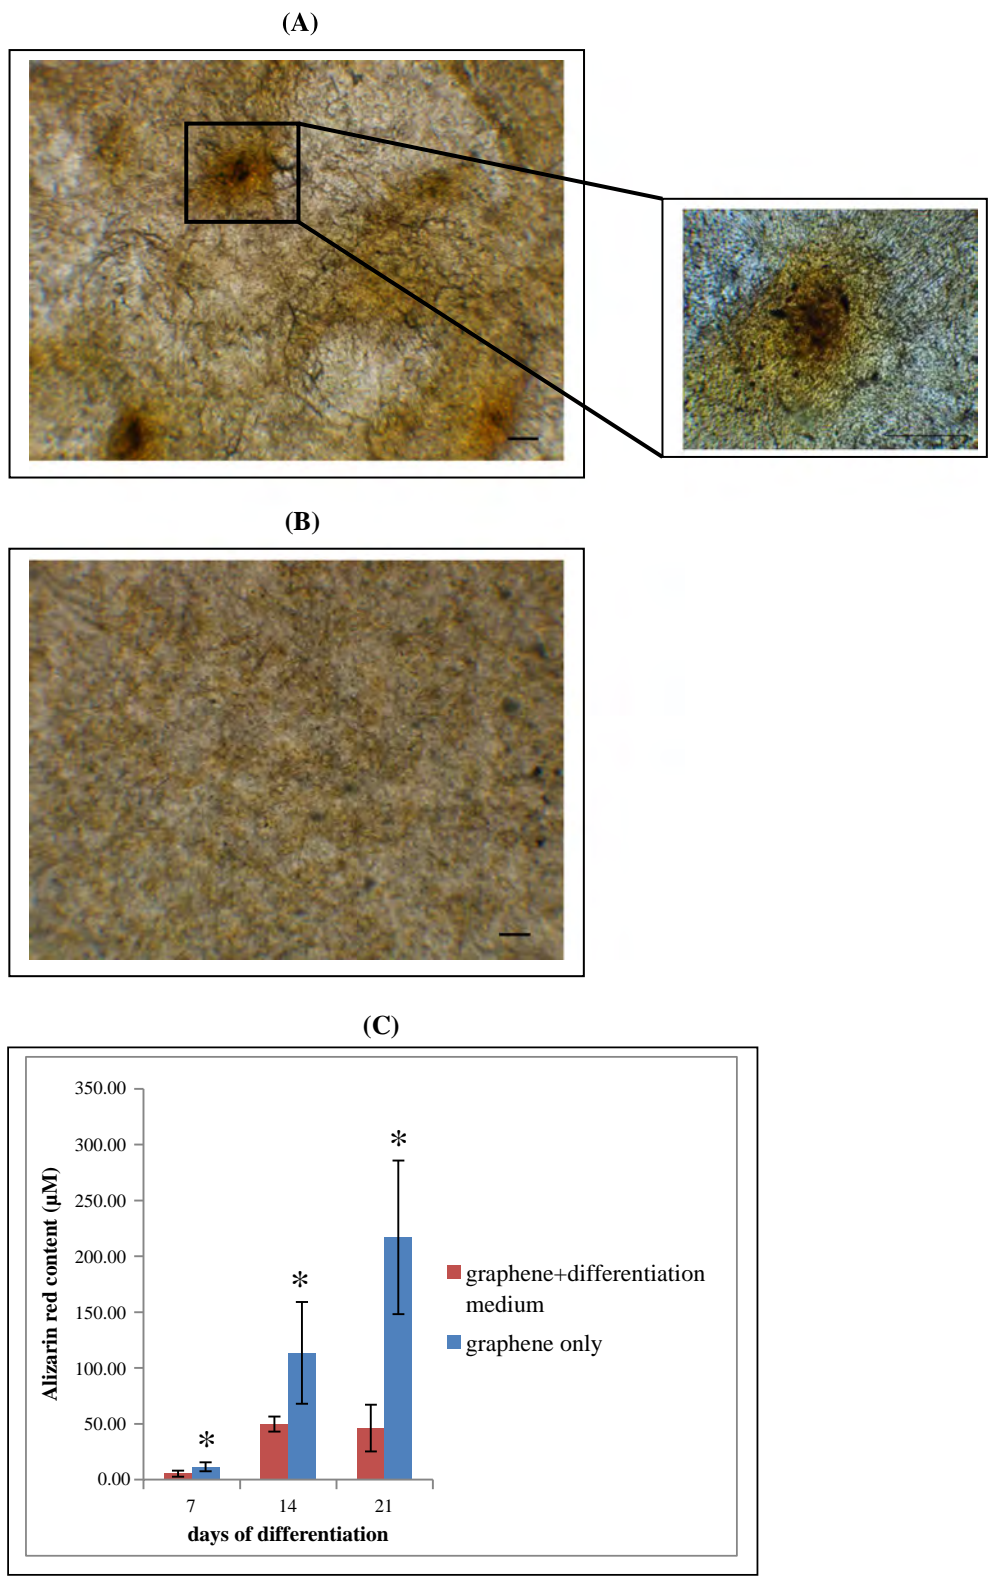 (A)
(B)
(C)
350.00
300.00
250.00
200.00
150.00
100.00
50.00
0.00
Alizarin red content (µM)
*
*
*
7
14
21
days of differentiation
graphene+differentiation
medium
graphene only